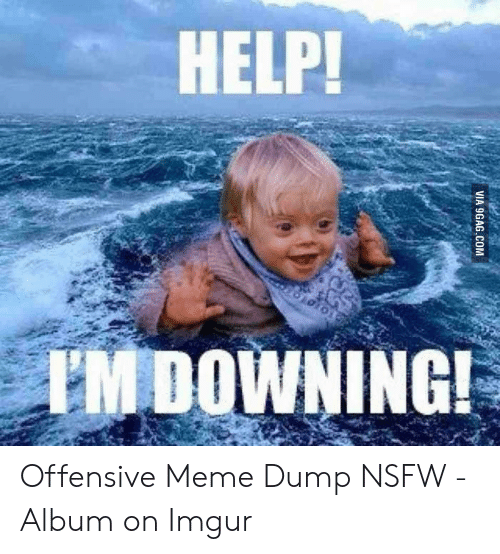 HELP!
VIA 9GAG.COM
I'M DOWNING!
Offensive Meme Dump NSFW -
Album on Imgur